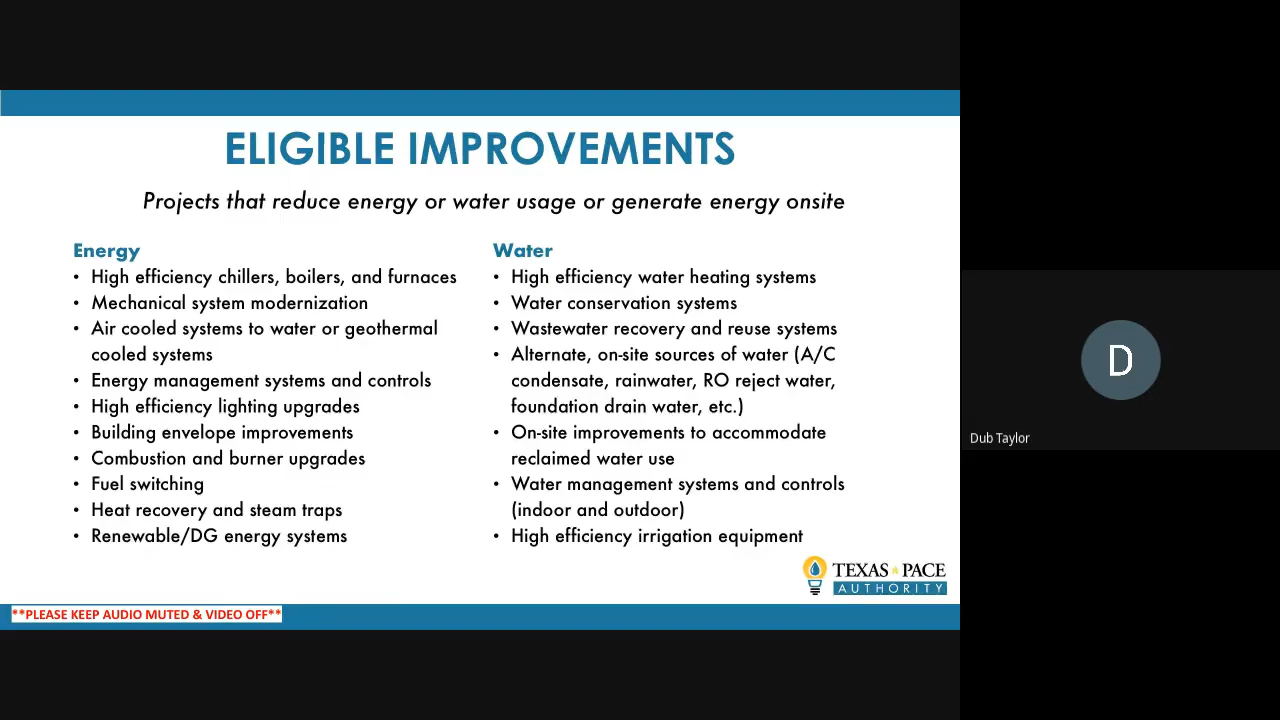 ELIGIBLE IMPROVEMENTS
Projects that reduce energy or water usage or generate energy onsite
Energy
• High efficiency chillers, boilers, and furnaces
• Mechanical system modernization
• Air cooled systems to water or geothermal
cooled systems
• Energy management systems and controls
• High efficiency lighting upgrades
• Building envelope improvements
• Combustion and burner upgrades
• Fuel switching
• Heat recovery and steam traps
• Renewable/DG energy systems
Water
• High efficiency water heating systems
• Water conservation systems
• Wastewater recovery and reuse systems
• Alternate, on-site sources of water (A/C
condensate, rainwater, RO reject water,
foundation drain water, etc.)
• On-site improvements to accommodate
reclaimed water use
• Water management systems and controls
(indoor and outdoor)
• High efficiency irrigation equipment
TEXAS PACE
AUTHORITY
**PLEASE KEEP AUDIO MUTED & VIDEO OFF**
D
Dub Taylor